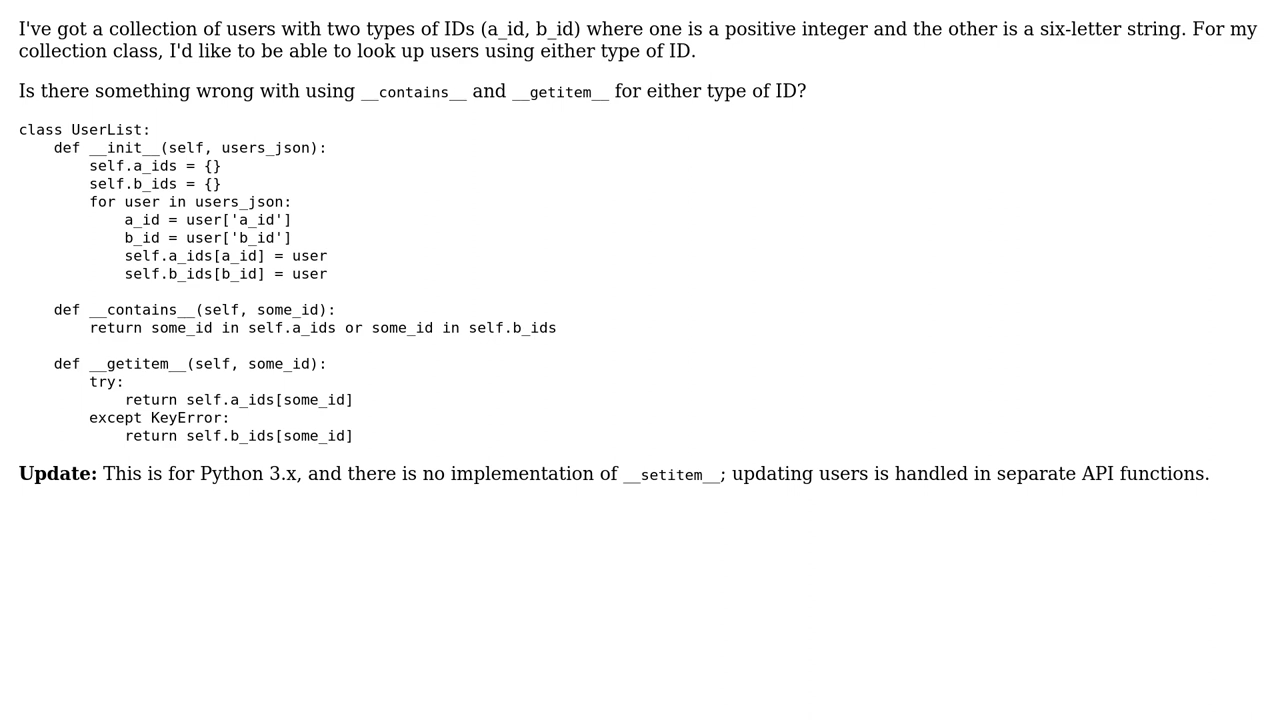 I've got a collection of users with two types of IDs (a_id, b_id) where one is a positive integer and the other is a six-letter string. For my
collection class, I'd like to be able to look up users using either type of ID.
Is there something wrong with using __contains__ and __getitem__ for either type of ID?
class UserList:
    def __init__(self, users_json):
        self.a_ids = {}
        self.b_ids = {}
        for user in users_json:
            a_id = user['a_id']
            b_id = user['b_id']
            self.a_ids[a_id] = user
            self.b_ids[b_id] = user
    def __contains__(self, some_id):
        return some_id in self.a_ids or some_id in self.b_ids
    def __getitem__(self, some_id):
        try:
            return self.a_ids[some_id]
        except KeyError:
            return self.b_ids[some_id]
Update: This is for Python 3.x, and there is no implementation of __setitem__; updating users is handled in separate API functions.